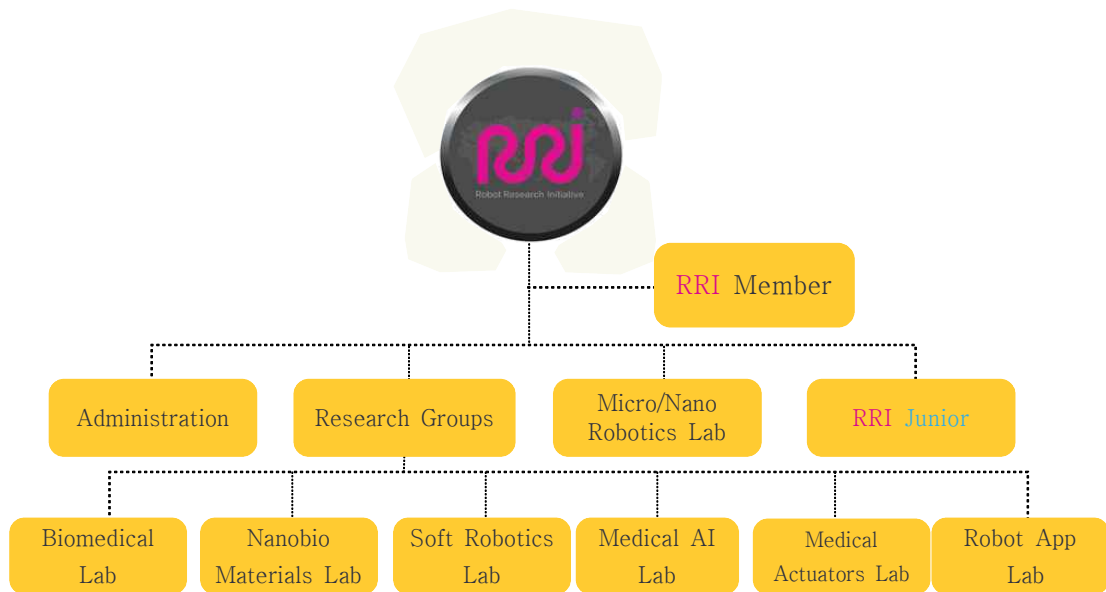 RRI
Robot Research Initiative
RRI Member
Administration
Research Groups
Micro/Nano
Robotics Lab
RRI Junior
Biomedical
Lab
Nanobio
Materials Lab
Soft Robotics
Lab
Medical AI
Lab
Medical
Actuators Lab
Robot App
Lab